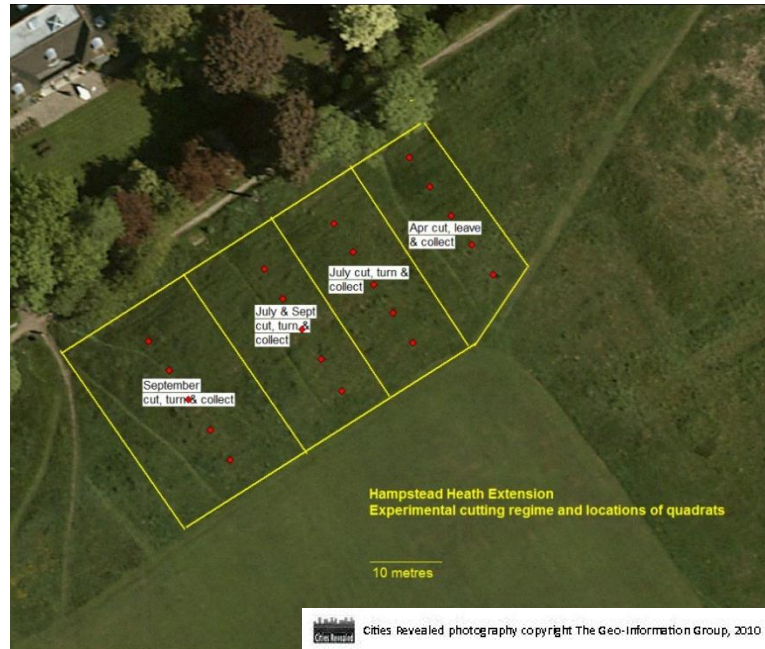 Apr cut, leave
& collect
July cut, turn &
collect
July & Sept
cut, turn &
collect
September
cut, turn & collect
Hampstead Heath Extension
Experimental cutting regime and locations of quadrats
10 metres
Cities Revealed
Cities Revealed photography copyright The Geo-Information Group, 2010